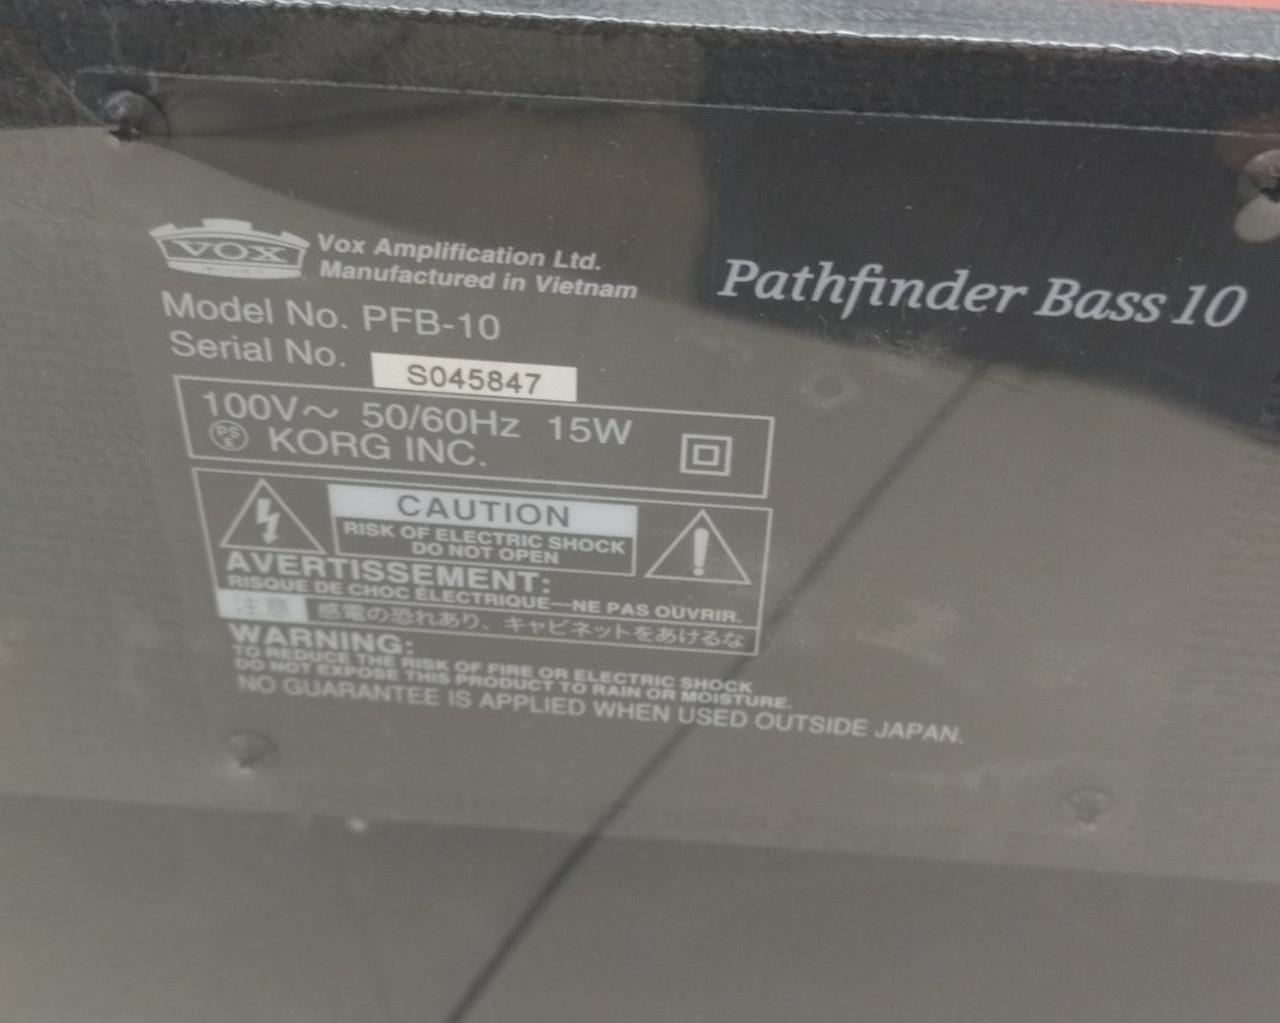 VOX
Vox Amplification Ltd.
Manufactured in Vietnam
Pathfinder Bass 10
Model No. PFB-10
Serial No. S045847
100V～ 50/60Hz 15W
PSE KORG INC.
CAUTION
RISK OF ELECTRIC SHOCK
DO NOT OPEN
AVERTISSEMENT:
RISQUE DE CHOC ÉLECTRIQUE—NE PAS OUVRIR.
注意 感電の恐れあり、キャビネットをあけるな
WARNING:
TO REDUCE THE RISK OF FIRE OR ELECTRIC SHOCK
DO NOT EXPOSE THIS PRODUCT TO RAIN OR MOISTURE.
NO GUARANTEE IS APPLIED WHEN USED OUTSIDE JAPAN.